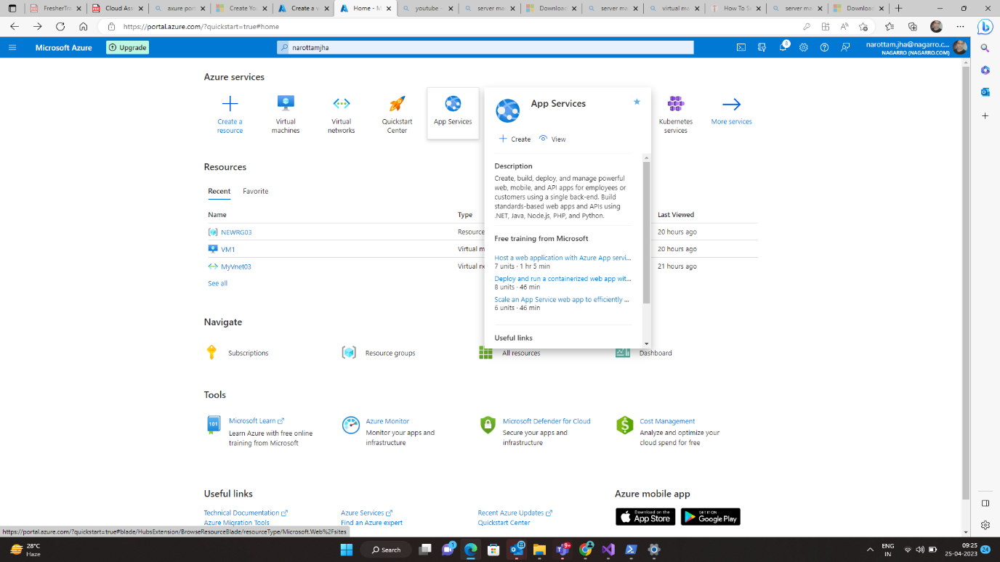 FresherTra
Cloud Ass
axure port
Create You
Create a w
Home - M
youtube -
server mar
Download
server mar
virtual ma
How To Se
server mar
Download
https://portal.azure.com/?quickstart=true#home
Microsoft Azure
Upgrade
narottamjha
8
narottam.jha@nagarro.c...
NAGARRO (NAGARRO.COM)
Azure services
Create a resource
Virtual machines
Virtual networks
Quickstart Center
App Services
Kubernetes services
More services
App Services
Create
View
Description
Create, build, deploy, and manage powerful
web, mobile, and API apps for employees or
customers using a single back-end. Build
standards-based web apps and APIs using
.NET, Java, Node.js, PHP, and Python.
Free training from Microsoft
Host a web application with Azure App servi...
7 units · 1 hr 5 min
Deploy and run a containerized web app wit...
8 units · 46 min
Scale an App Service web app to efficiently ...
6 units · 46 min
Useful links
Resources
Recent Favorite
Name Type Last Viewed
NEWRG03 Resource 20 hours ago
VM1 Virtual m 20 hours ago
MyVnet03 Virtual ne 21 hours ago
See all
Navigate
Subscriptions
Resource groups
All resources
Dashboard
Tools
101
Microsoft Learn
Learn Azure with free online
training from Microsoft
Azure Monitor
Monitor your apps and
infrastructure
Microsoft Defender for Cloud
Secure your apps and
infrastructure
Cost Management
Analyze and optimize your
cloud spend for free
Useful links
Technical Documentation
Azure Migration Tools
Azure Services
Find an Azure expert
Recent Azure Updates
Quickstart Center
Azure mobile app
Download on the
App Store
GET IT ON
Google Play
https://portal.azure.com/?quickstart=true#blade/HubsExtension/BrowseResourceBlade/resourceType/Microsoft.Web%2Fsites
28°C
Haze
Search
1
9+
ENG
IN
09:25
25-04-2023
24